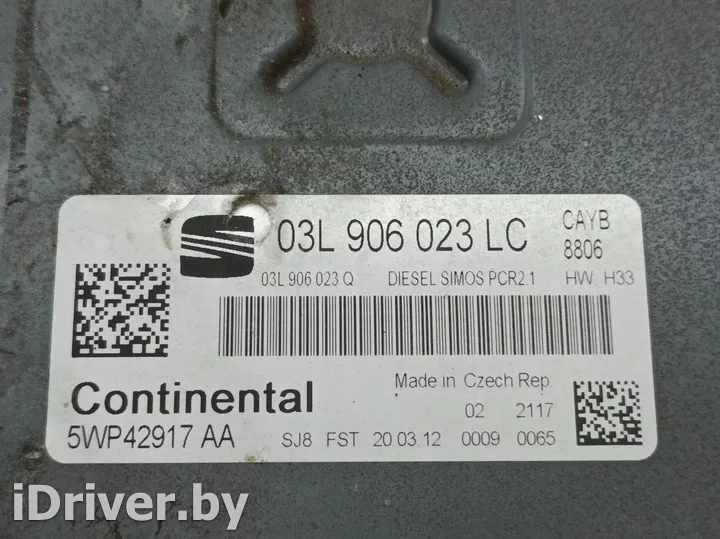 03L 906 023 LC
CAYB
8806
03L 906 023 Q DIESEL SIMOS PCR2.1 HW: H33
Continental
Made in Czech Rep
02 2117
5WP42917 AA SJ8 FST 20.03.12 0009 0065
iDriver.by